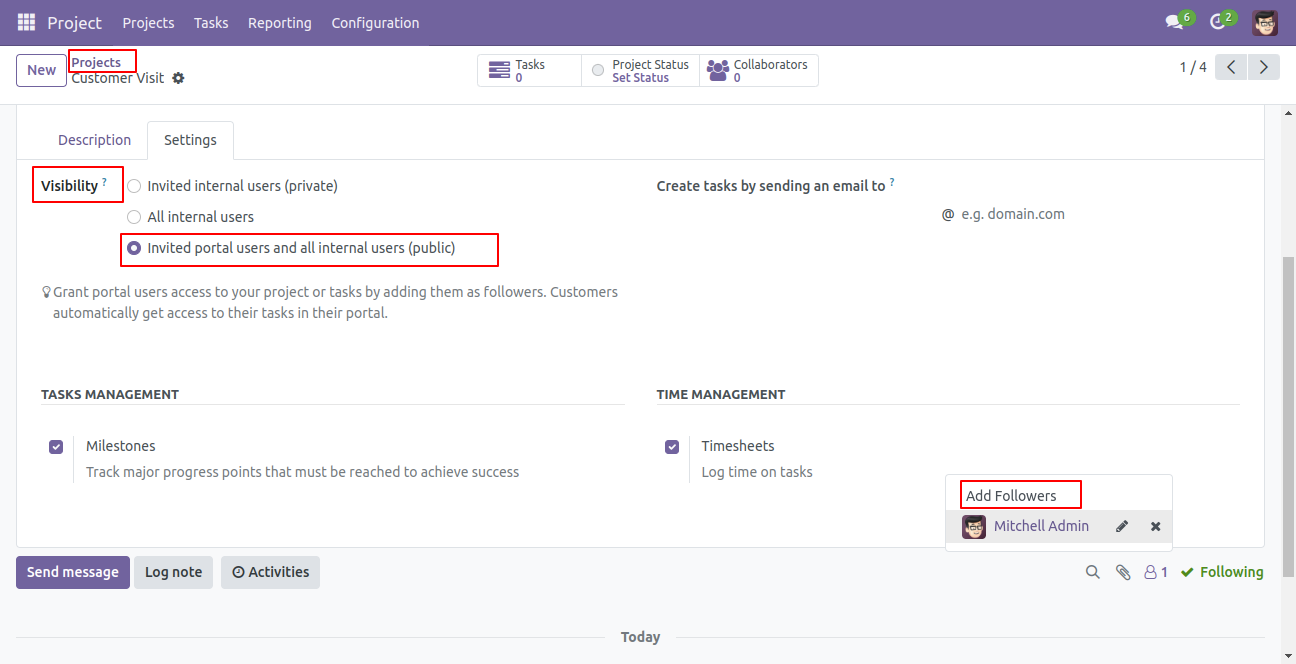 Project Projects Tasks Reporting Configuration 6 2
New
Projects
Customer Visit
Tasks
0
Project Status
Set Status
Collaborators
0
1 / 4
Description Settings
Visibility ?
Invited internal users (private)
All internal users
Invited portal users and all internal users (public)
Grant portal users access to your project or tasks by adding them as followers. Customers
automatically get access to their tasks in their portal.
Create tasks by sending an email to ?
@ e.g. domain.com
TASKS MANAGEMENT
Milestones
Track major progress points that must be reached to achieve success
TIME MANAGEMENT
Timesheets
Log time on tasks
Add Followers
Mitchell Admin
Send message Log note Activities 1 Following
Today